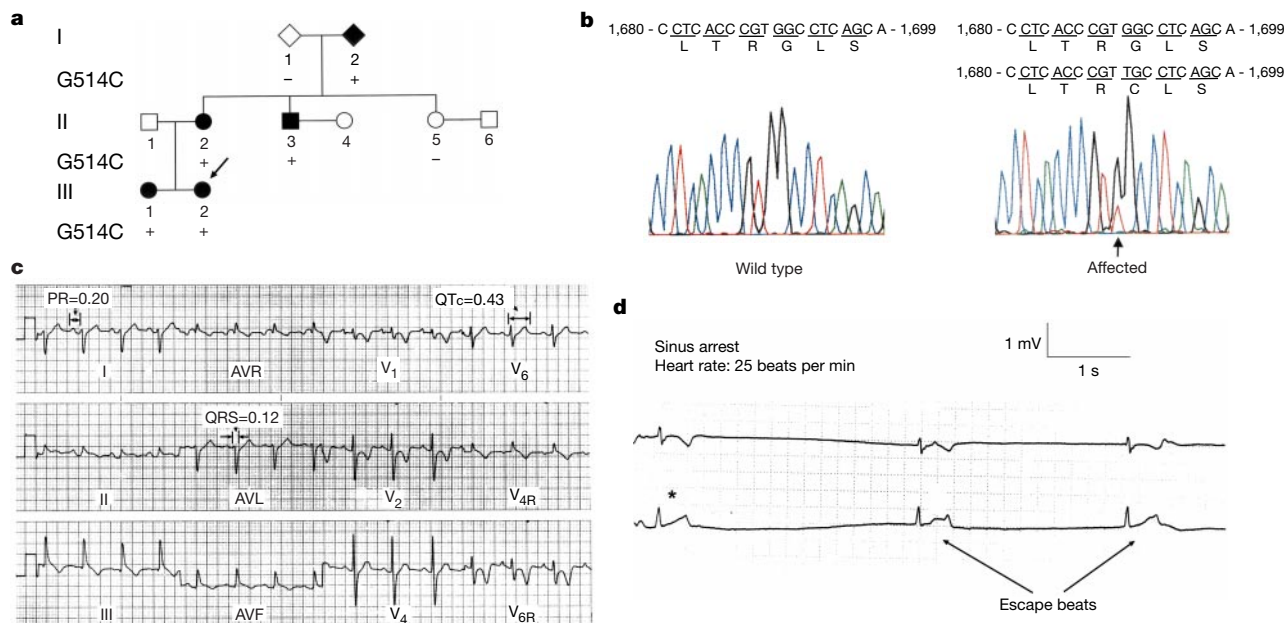 a
I
1 2
G514C − +
II
1 2 3 4 5 6
G514C + + −
III
1 2
G514C + +
b
1,680 - C CTC ACC CGT GGC CTC AGC A - 1,699
L T R G L S
1,680 - C CTC ACC CGT GGC CTC AGC A - 1,699
L T R G L S
1,680 - C CTC ACC CGT TGC CTC AGC A - 1,699
L T R C L S
Wild type
Affected
c
PR=0.20
QTc=0.43
I AVR V1 V6
QRS=0.12
II AVL V2 V4R
III AVF V4 V6R
d
Sinus arrest
Heart rate: 25 beats per min
1 mV
1 s
*
Escape beats